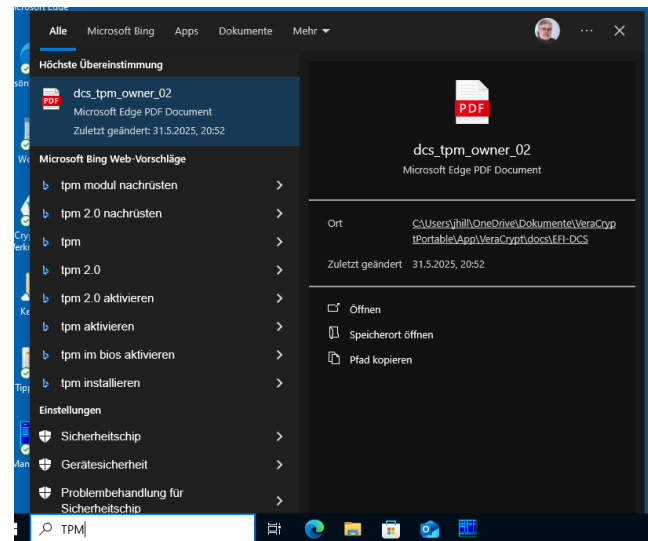 Alle Microsoft Bing Apps Dokumente Mehr
Höchste Übereinstimmung
PDF
dcs_tpm_owner_02
Microsoft Edge PDF Document
Zuletzt geändert: 31.5.2025, 20:52
Microsoft Bing Web-Vorschläge
tpm modul nachrüsten
tpm 2.0 nachrüsten
tpm
tpm 2.0
tpm 2.0 aktivieren
tpm aktivieren
tpm im bios aktivieren
tpm installieren
Einstellungen
Sicherheitschip
Gerätesicherheit
Problembehandlung für
Sicherheitschip
TPM
PDF
dcs_tpm_owner_02
Microsoft Edge PDF Document
Ort C:\Users\jhill\OneDrive\Dokumente\VeraCryp
tPortable\App\VeraCrypt\docs\EFI-DCS
Zuletzt geändert 31.5.2025, 20:52
Öffnen
Speicherort öffnen
Pfad kopieren